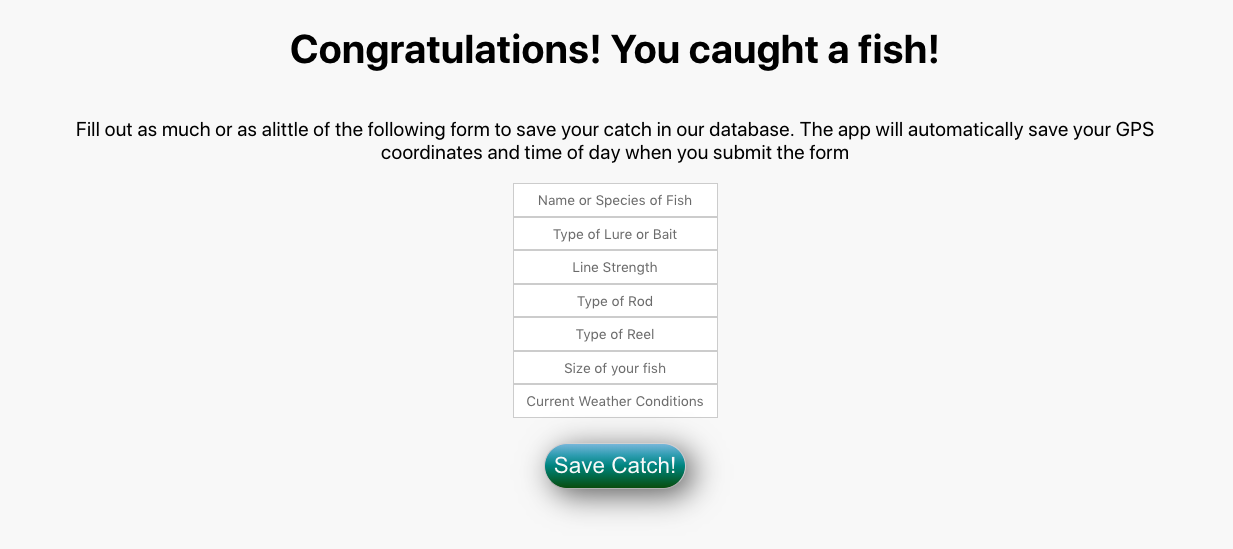 Congratulations! You caught a fish!
Fill out as much or as alittle of the following form to save your catch in our database. The app will automatically save your GPS
coordinates and time of day when you submit the form
Name or Species of Fish
Type of Lure or Bait
Line Strength
Type of Rod
Type of Reel
Size of your fish
Current Weather Conditions
Save Catch!